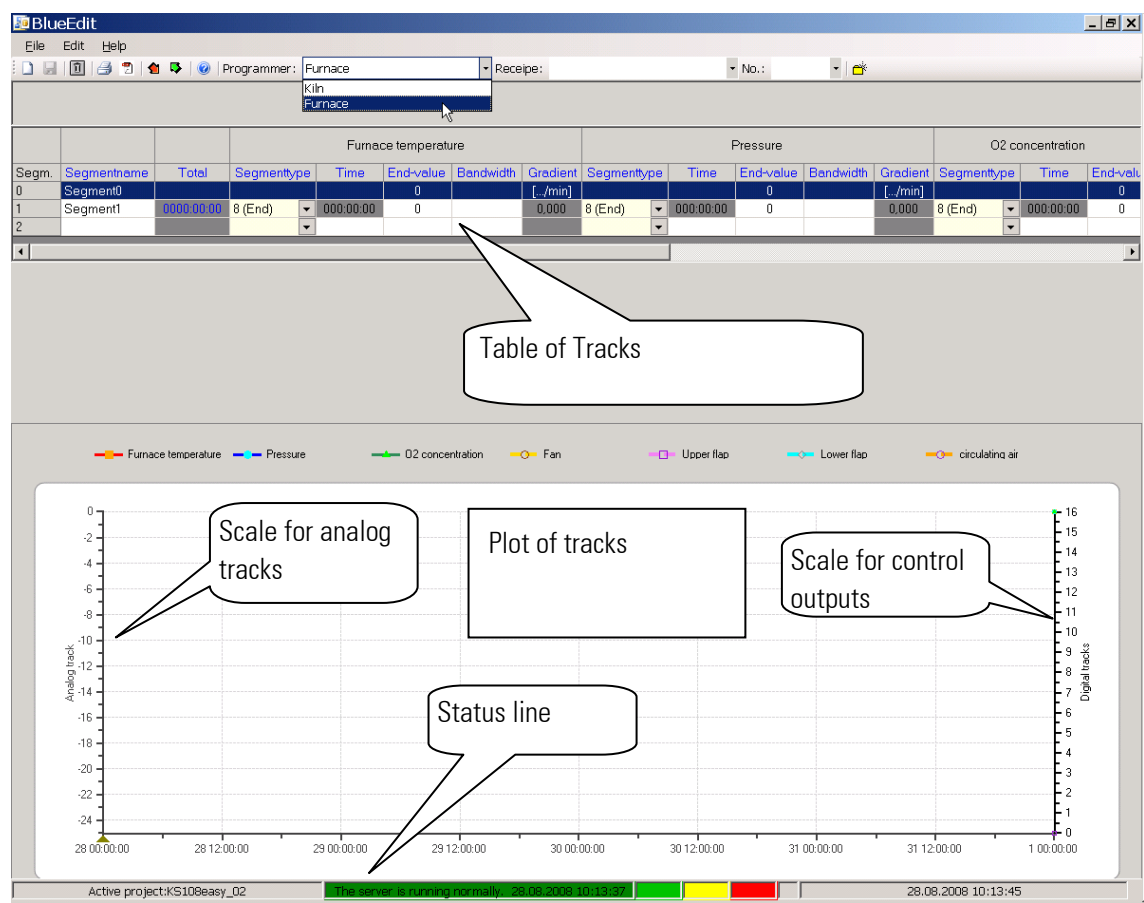 BlueEdit
File Edit Help
Programmer: Furnace Receipe: No.:
Kiln
Furnace
Furnace temperature Pressure O2 concentration
Segm. Segmentname Total Segmenttype Time End-value Bandwidth Gradient Segmenttype Time End-value Bandwidth Gradient Segmenttype Time End-valu
0 Segment0 0 [.../min] 0 [.../min] 0
1 Segment1 0000:00:00 8 (End) 000:00:00 0 0,000 8 (End) 000:00:00 0 0,000 8 (End) 000:00:00 0
2
Table of Tracks
Furnace temperature Pressure O2 concentration Fan Upper flap Lower flap circulating air
Scale for analog
tracks
Plot of tracks
Scale for control
outputs
Status line
0
-2
-4
-6
-8
-10
-12
-14
-16
-18
-20
-22
-24
Analog track
16
15
14
13
12
11
10
9
8
7
6
5
4
3
2
1
0
Digital tracks
28 00:00:00 28 12:00:00 29 00:00:00 29 12:00:00 30 00:00:00 30 12:00:00 31 00:00:00 31 12:00:00 1 00:00:00
Active project:KS108easy_02 The server is running normally. 28.08.2008 10:13:37 28.08.2008 10:13:45